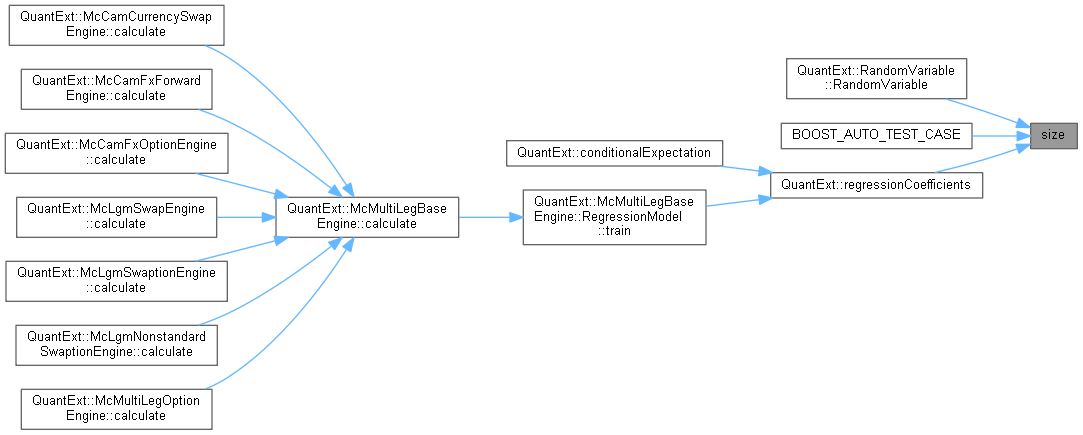 QuantExt::McCamCurrencySwap
Engine::calculate
QuantExt::McCamFxForward
Engine::calculate
QuantExt::McCamFxOptionEngine
::calculate
QuantExt::McLgmSwapEngine
::calculate
QuantExt::McLgmSwaptionEngine
::calculate
QuantExt::McLgmNonstandard
SwaptionEngine::calculate
QuantExt::McMultiLegOption
Engine::calculate
QuantExt::McMultiLegBase
Engine::calculate
QuantExt::conditionalExpectation
QuantExt::McMultiLegBase
Engine::RegressionModel
::train
QuantExt::RandomVariable
::RandomVariable
BOOST_AUTO_TEST_CASE
QuantExt::regressionCoefficients
size